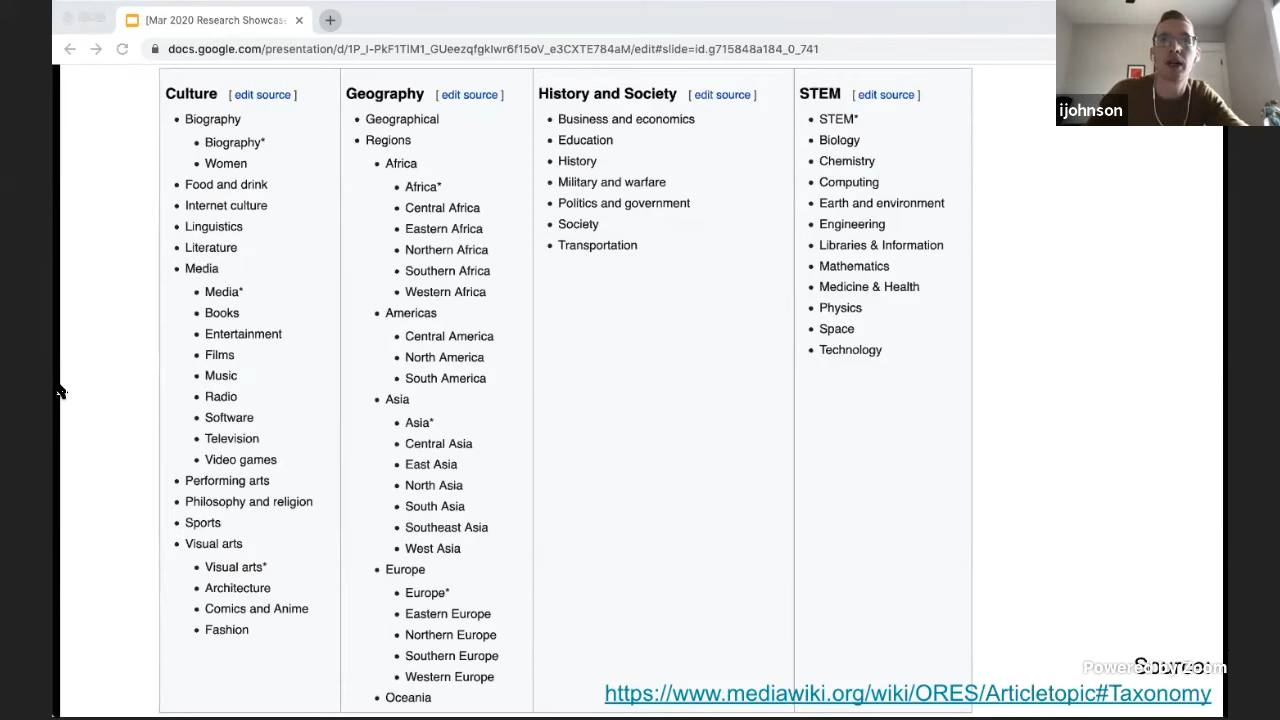 [Mar 2020 Research Showcase
docs.google.com/presentation/d/1P_I-PkF1TlM1_GUeezqfgkIwr6f15oV_e3CXTE784aM/edit#slide=id.g715848a184_0_741
ijohnson
Culture [ edit source ]
Biography
Biography*
Women
Food and drink
Internet culture
Linguistics
Literature
Media
Media*
Books
Entertainment
Films
Music
Radio
Software
Television
Video games
Performing arts
Philosophy and religion
Sports
Visual arts
Visual arts*
Architecture
Comics and Anime
Fashion
Geography [ edit source ]
Geographical
Regions
Africa
Africa*
Central Africa
Eastern Africa
Northern Africa
Southern Africa
Western Africa
Americas
Central America
North America
South America
Asia
Asia*
Central Asia
East Asia
North Asia
South Asia
Southeast Asia
West Asia
Europe
Europe*
Eastern Europe
Northern Europe
Southern Europe
Western Europe
Oceania
History and Society [ edit source ]
Business and economics
Education
History
Military and warfare
Politics and government
Society
Transportation
STEM [ edit source ]
STEM*
Biology
Chemistry
Computing
Earth and environment
Engineering
Libraries & Information
Mathematics
Medicine & Health
Physics
Space
Technology
Source:
Powered by Zoom
https://www.mediawiki.org/wiki/ORES/Articletopic#Taxonomy